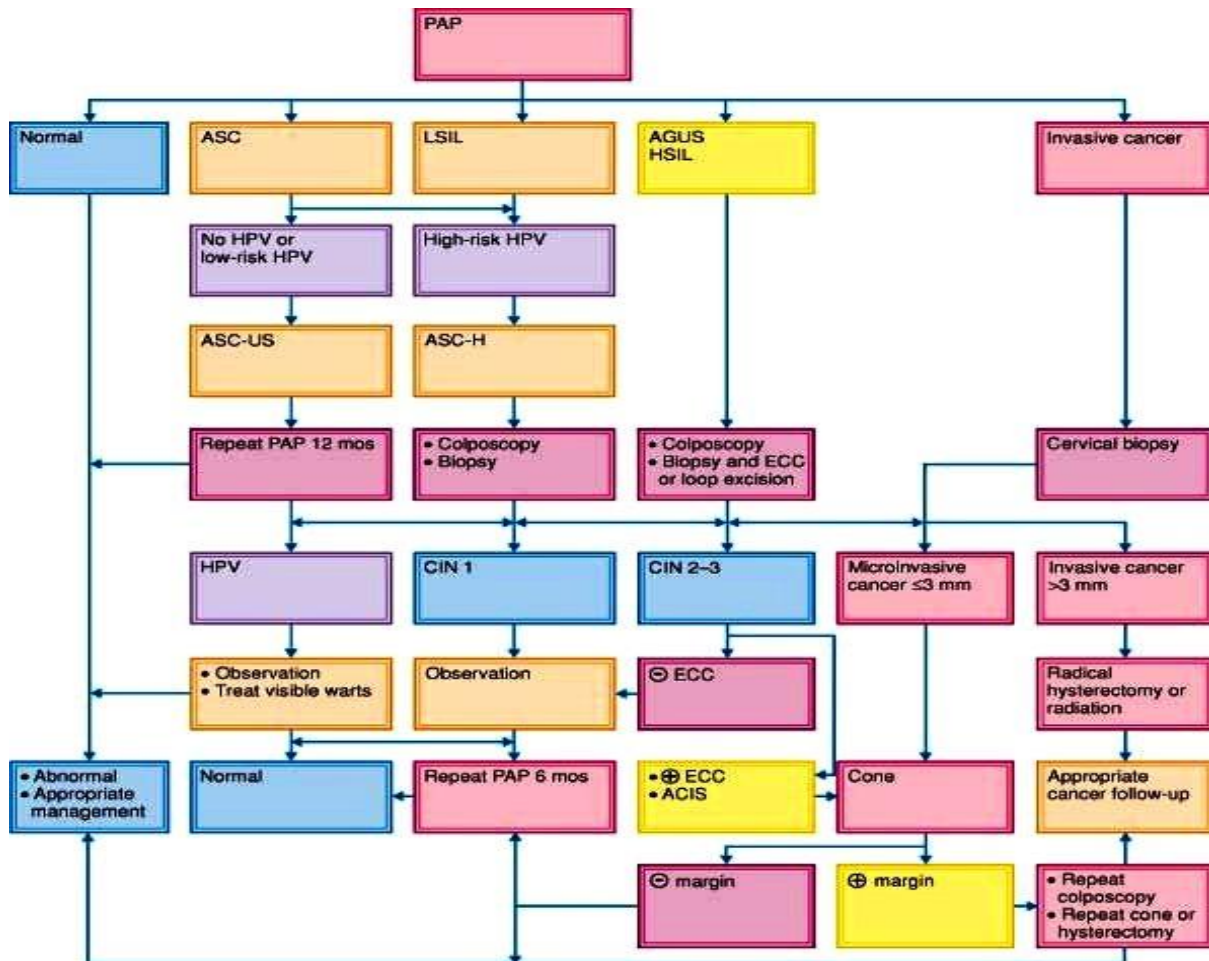 PAP
Normal
ASC
LSIL
AGUS
HSIL
Invasive cancer
No HPV or
low-risk HPV
High-risk HPV
ASC-US
ASC-H
Repeat PAP 12 mos
• Colposcopy
• Biopsy
• Colposcopy
• Biopsy and ECC
or loop excision
Cervical biopsy
HPV
CIN 1
CIN 2–3
Microinvasive
cancer ≤3 mm
Invasive cancer
>3 mm
• Observation
• Treat visible warts
Observation
⊖ ECC
Radical
hysterectomy or
radiation
• Abnormal
• Appropriate
management
Normal
Repeat PAP 6 mos
• ⊕ ECC
• ACIS
Cone
Appropriate
cancer follow-up
⊖ margin
⊕ margin
• Repeat
colposcopy
• Repeat cone or
hysterectomy